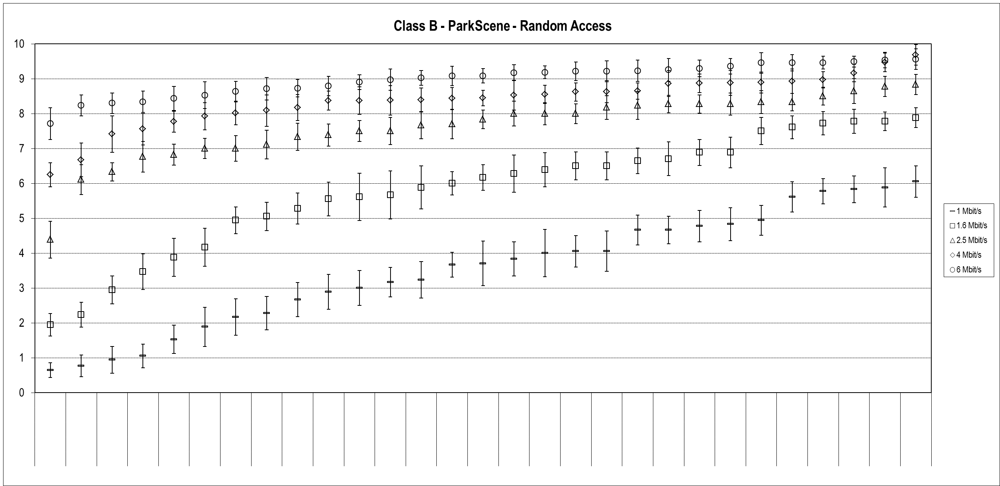 Class B - ParkScene - Random Access
10
9
8
7
6
5
4
3
2
1
0
1 Mbit/s
1.6 Mbit/s
2.5 Mbit/s
4 Mbit/s
6 Mbit/s